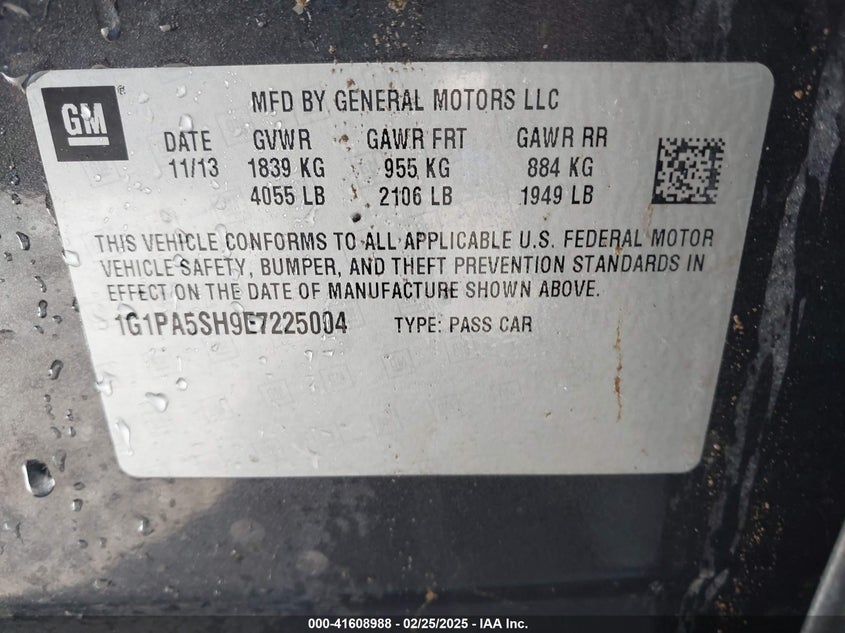 GM®
MFD BY GENERAL MOTORS LLC
DATE GVWR GAWR FRT GAWR RR
11/13 1839 KG 955 KG 884 KG
4055 LB 2106 LB 1949 LB
THIS VEHICLE CONFORMS TO ALL APPLICABLE U.S. FEDERAL MOTOR
VEHICLE SAFETY, BUMPER, AND THEFT PREVENTION STANDARDS IN
EFFECT ON THE DATE OF MANUFACTURE SHOWN ABOVE.
1G1PA5SH9E7225004 TYPE: PASS CAR
000-41608988 - 02/25/2025 - IAA Inc.